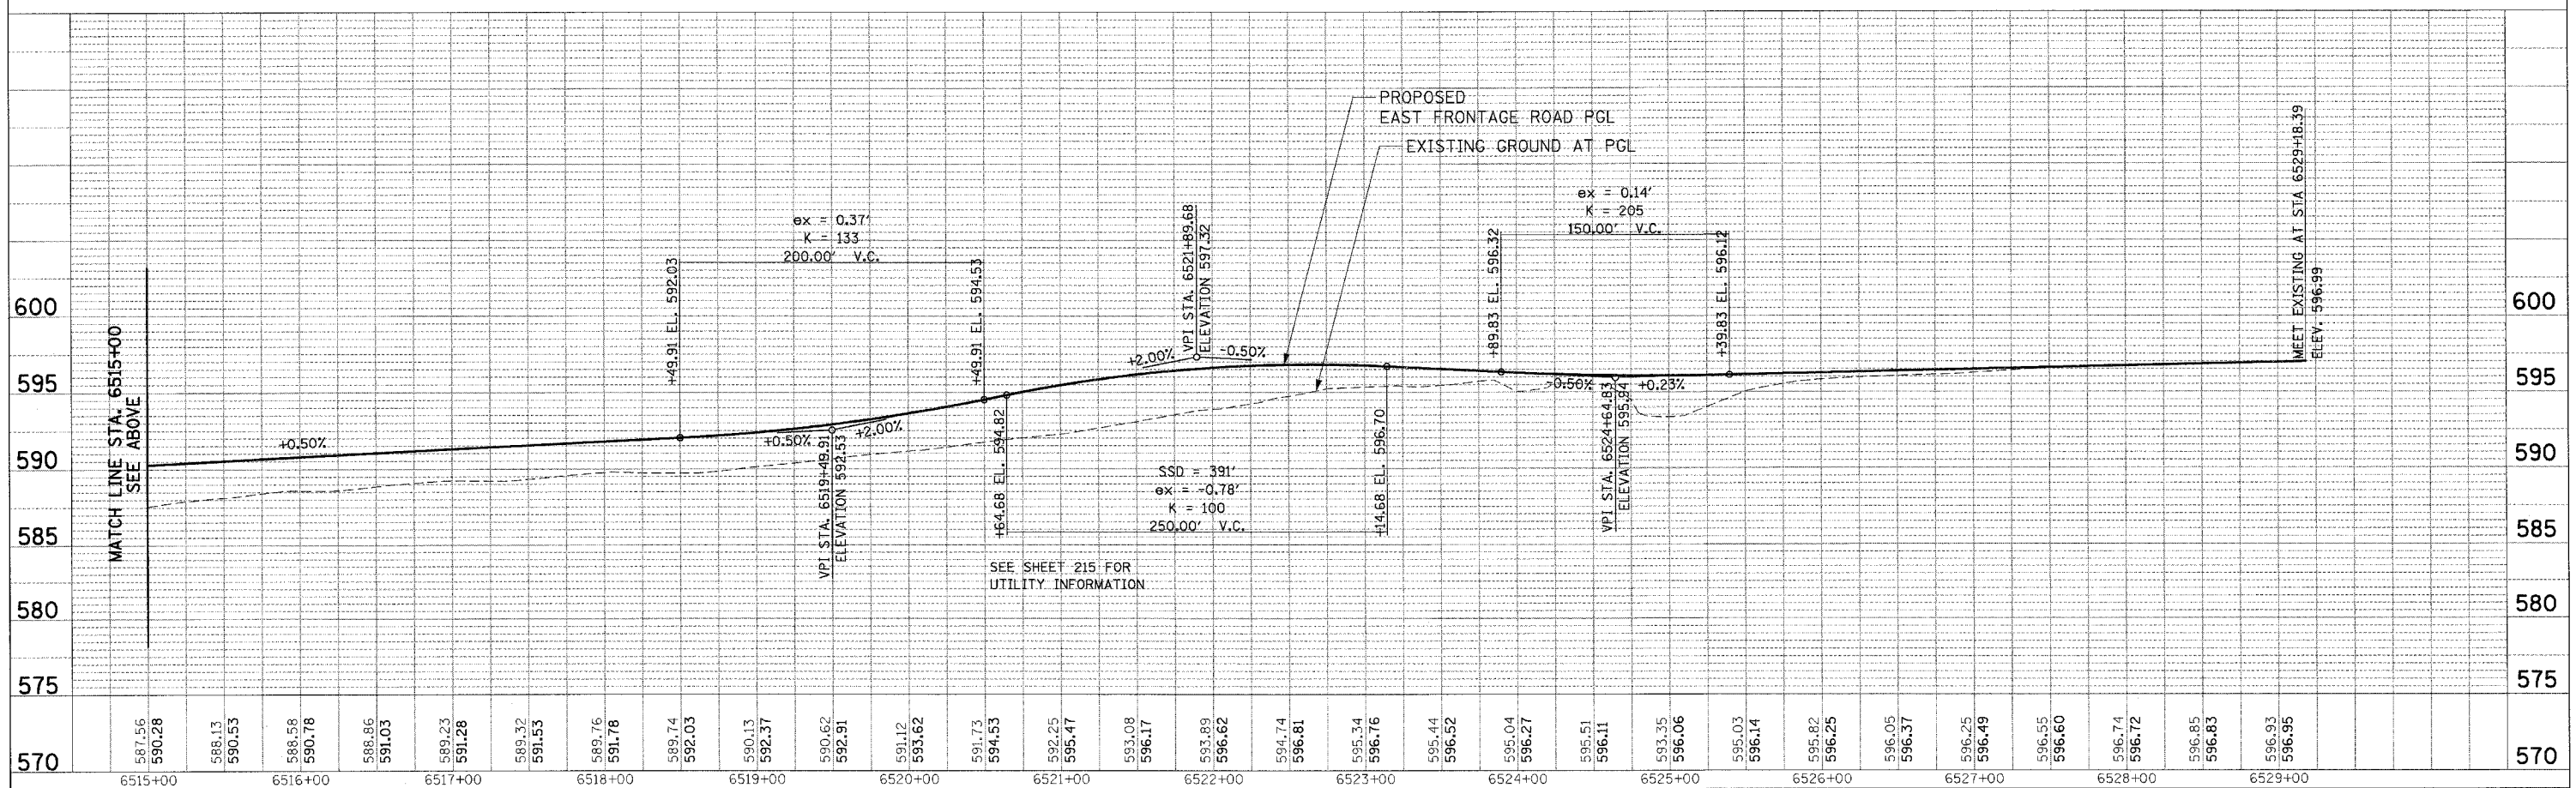 PROPOSED
EAST FRONTAGE ROAD PGL
EXISTING GROUND AT PGL
MATCH LINE STA. 6515+00
SEE ABOVE
+0.50%
+49.91 EL. 592.03
ex = 0.37'
K = 133
200.00' V.C.
+49.91 EL. 594.53
+0.50%
VPI STA. 6519+49.91
ELEVATION 592.53
+2.00%
+64.68 EL. 594.82
SSD = 391'
ex = -0.78'
K = 100
250.00' V.C.
+14.68 EL. 596.70
SEE SHEET 215 FOR
UTILITY INFORMATION
+2.00%
VPI STA. 6521+89.68
ELEVATION 597.32
-0.50%
+89.83 EL. 596.32
ex = 0.14'
K = 205
150.00' V.C.
+39.83 EL. 596.12
-0.50%
VPI STA. 6524+64.83
ELEVATION 595.94
+0.23%
MEET EXISTING AT STA 6529+18.39
ELEV. 596.99
600 600
595 595
590 590
585 585
580 580
575 575
570 570
587.56 588.13 588.58 588.86 589.23 589.32 589.76 589.74 590.13 590.62 591.12 591.73 592.25 593.08 593.89 594.74 595.34 595.44 595.04 595.51 593.35 595.03 595.82 596.05 596.25 596.55 596.74 596.85 596.93
590.28 590.53 590.78 591.03 591.28 591.53 591.78 592.03 592.37 592.91 593.62 594.53 595.47 596.17 596.62 596.81 596.76 596.52 596.27 596.11 596.06 596.14 596.25 596.37 596.49 596.60 596.72 596.83 596.95
6515+00 6516+00 6517+00 6518+00 6519+00 6520+00 6521+00 6522+00 6523+00 6524+00 6525+00 6526+00 6527+00 6528+00 6529+00